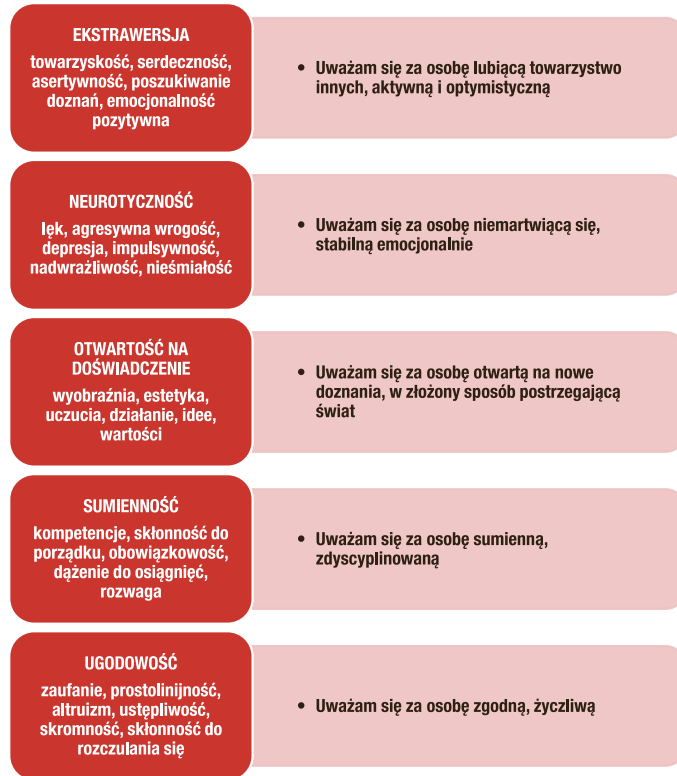 EKSTRAWERSJA
towarzyskość, serdeczność,
asertywność, poszukiwanie
doznań, emocjonalność
pozytywna
• Uważam się za osobę lubiącą towarzystwo
innych, aktywną i optymistyczną
NEUROTYCZNOŚĆ
lęk, agresywna wrogość,
depresja, impulsywność,
nadwrażliwość, nieśmiałość
• Uważam się za osobę niemartwiącą się,
stabilną emocjonalnie
OTWARTOŚĆ NA
DOŚWIADCZENIE
wyobraźnia, estetyka,
uczucia, działanie, idee,
wartości
• Uważam się za osobę otwartą na nowe
doznania, w złożony sposób postrzegającą
świat
SUMIENNOŚĆ
kompetencje, skłonność do
porządku, obowiązkowość,
dążenie do osiągnięć,
rozwaga
• Uważam się za osobę sumienną,
zdyscyplinowaną
UGODOWOŚĆ
zaufanie, prostolinijność,
altruizm, ustępliwość,
skromność, skłonność do
rozczulania się
• Uważam się za osobę zgodną, życzliwą